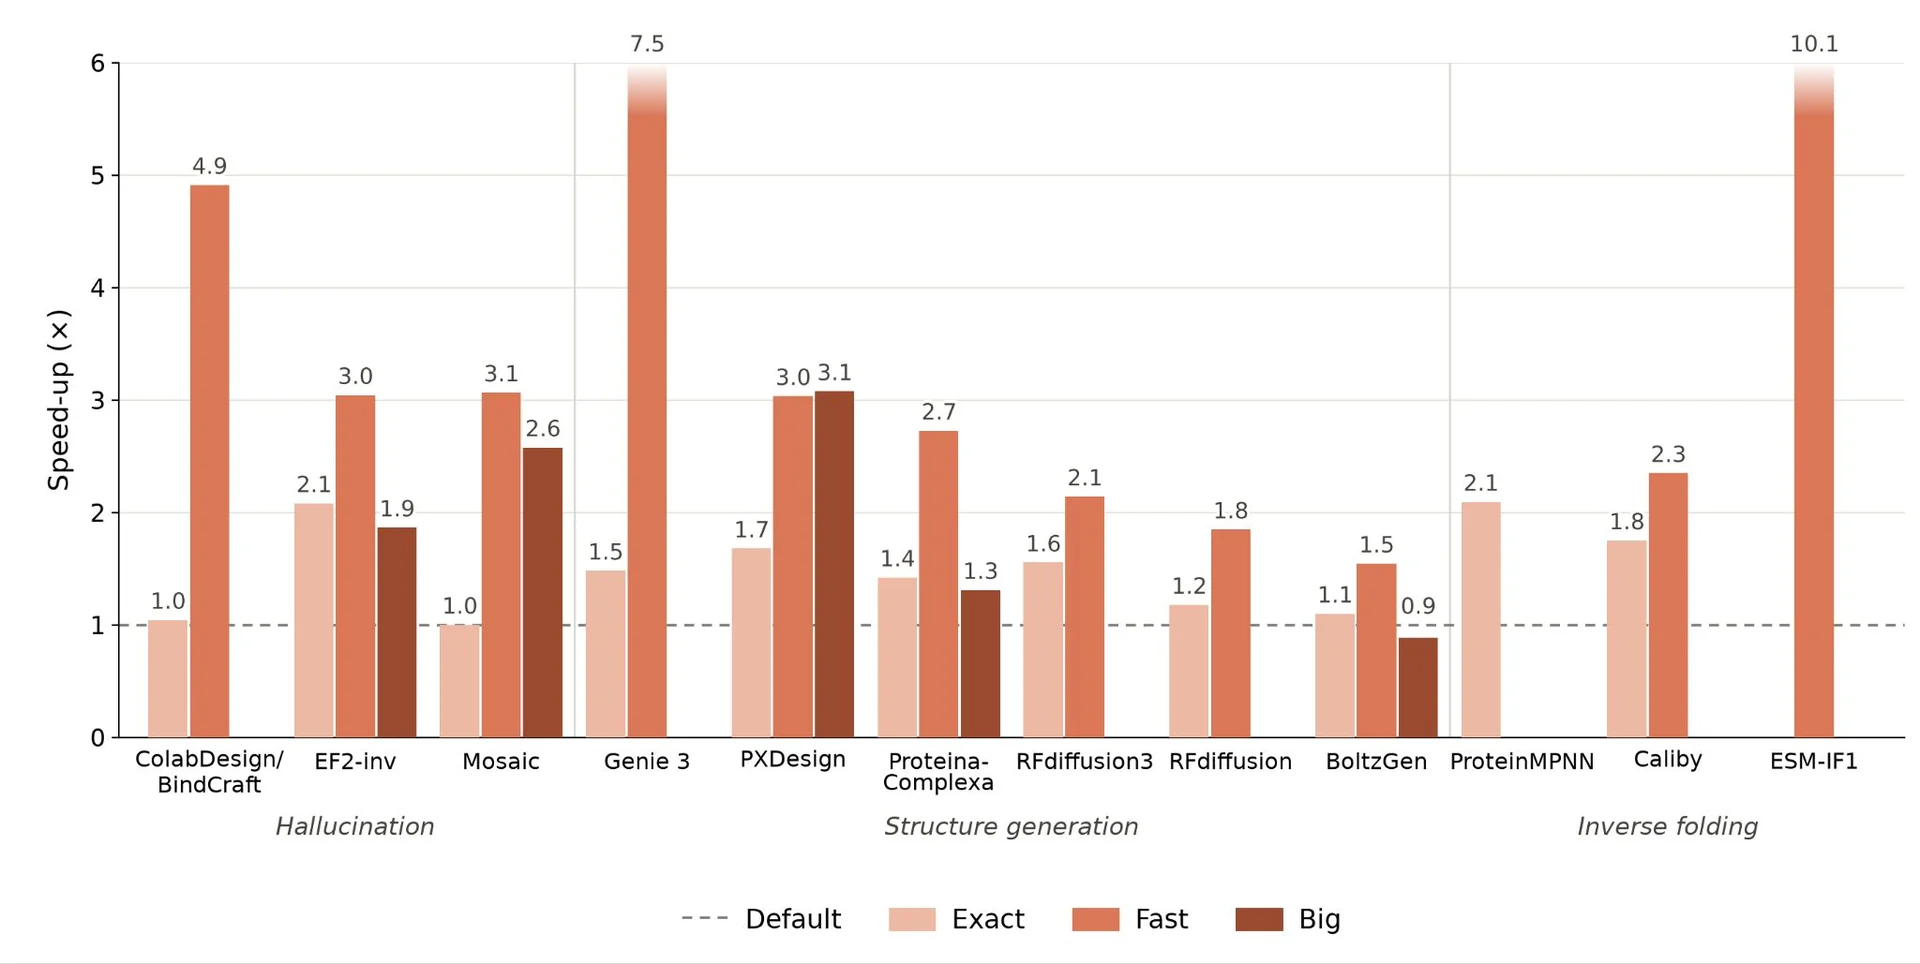 7.5
10.1
6
4.9
5
4
3.0
3.1
2.6
3.0
3.1
2.7
3
2.1
1.9
1.7
2.1
1.8
2.1
1.8
2.3
2
1.0
1.0
1.5
1.4
1.3
1.6
1.2
1.1
1.5
0.9
1
0
Speed-up (×)
ColabDesign/
BindCraft
EF2-inv
Mosaic
Genie 3
PXDesign
Proteina-
Complexa
RFdiffusion3
RFdiffusion
BoltzGen
ProteinMPNN
Caliby
ESM-IF1
Hallucination
Structure generation
Inverse folding
Default
Exact
Fast
Big